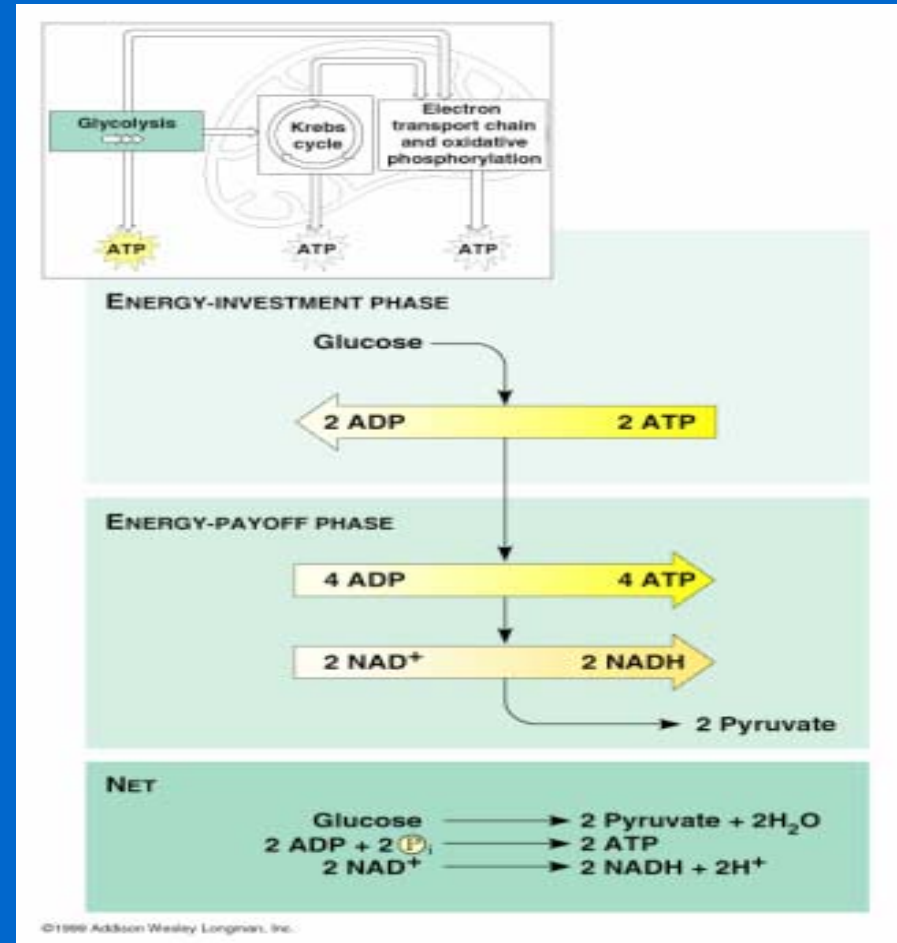 Glycolysis
Krebs
cycle
Electron
transport chain
and oxidative
phosphorylation
ATP
ATP
ATP
ENERGY-INVESTMENT PHASE
Glucose
2 ADP 2 ATP
ENERGY-PAYOFF PHASE
4 ADP 4 ATP
2 NAD⁺ 2 NADH
2 Pyruvate
NET
Glucose → 2 Pyruvate + 2H₂O
2 ADP + 2 Pᵢ → 2 ATP
2 NAD⁺ → 2 NADH + 2H⁺
©1999 Addison Wesley Longman, Inc.